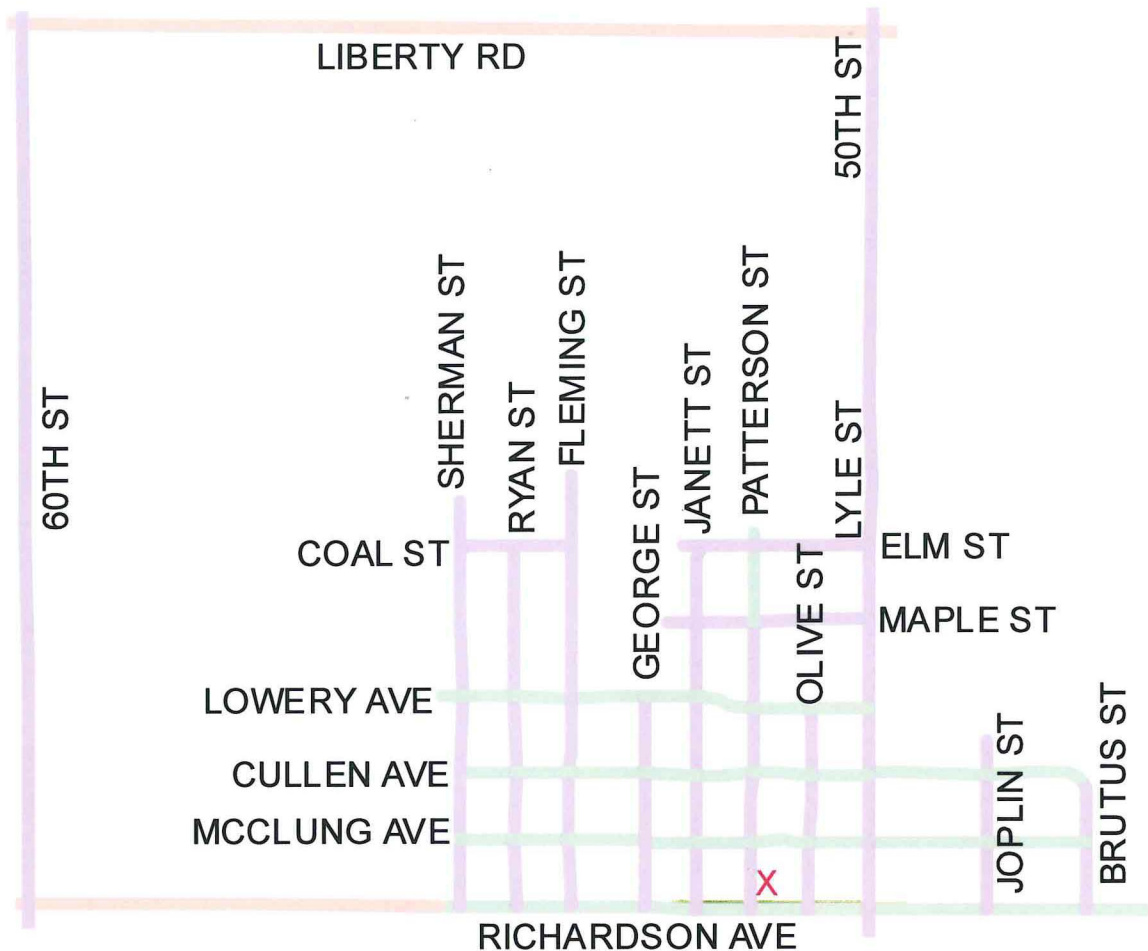 LIBERTY RD
50TH ST
60TH ST
SHERMAN ST
RYAN ST
FLEMING ST
GEORGE ST
JANETT ST
PATTERSON ST
OLIVE ST
LYLE ST
COAL ST
ELM ST
MAPLE ST
LOWERY AVE
CULLEN AVE
MCCLUNG AVE
JOPLIN ST
BRUTUS ST
X
RICHARDSON AVE